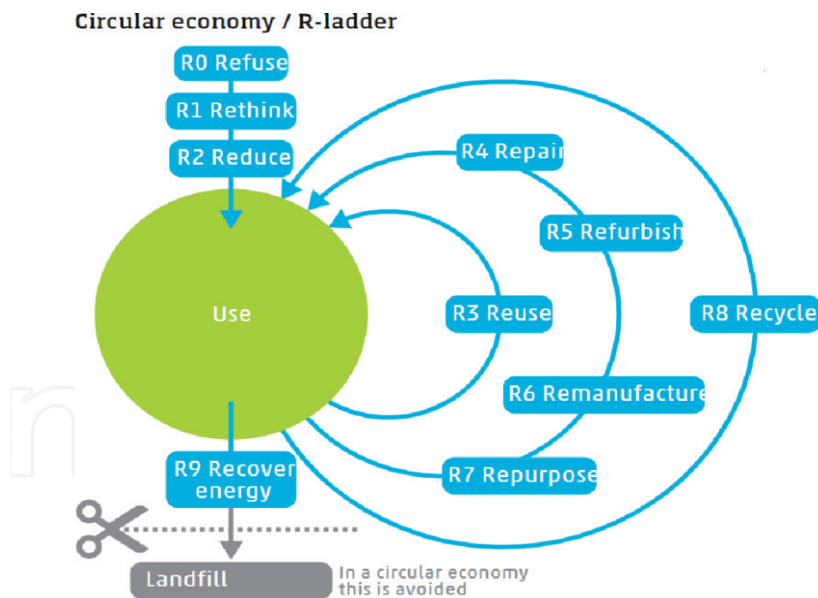 Circular economy / R-ladder
R0 Refuse
R1 Rethink
R2 Reduce
R4 Repair
R5 Refurbish
Use
R3 Reuse
R8 Recycle
R6 Remanufacture
R7 Repurpose
R9 Recover
energy
Landfill
In a circular economy
this is avoided